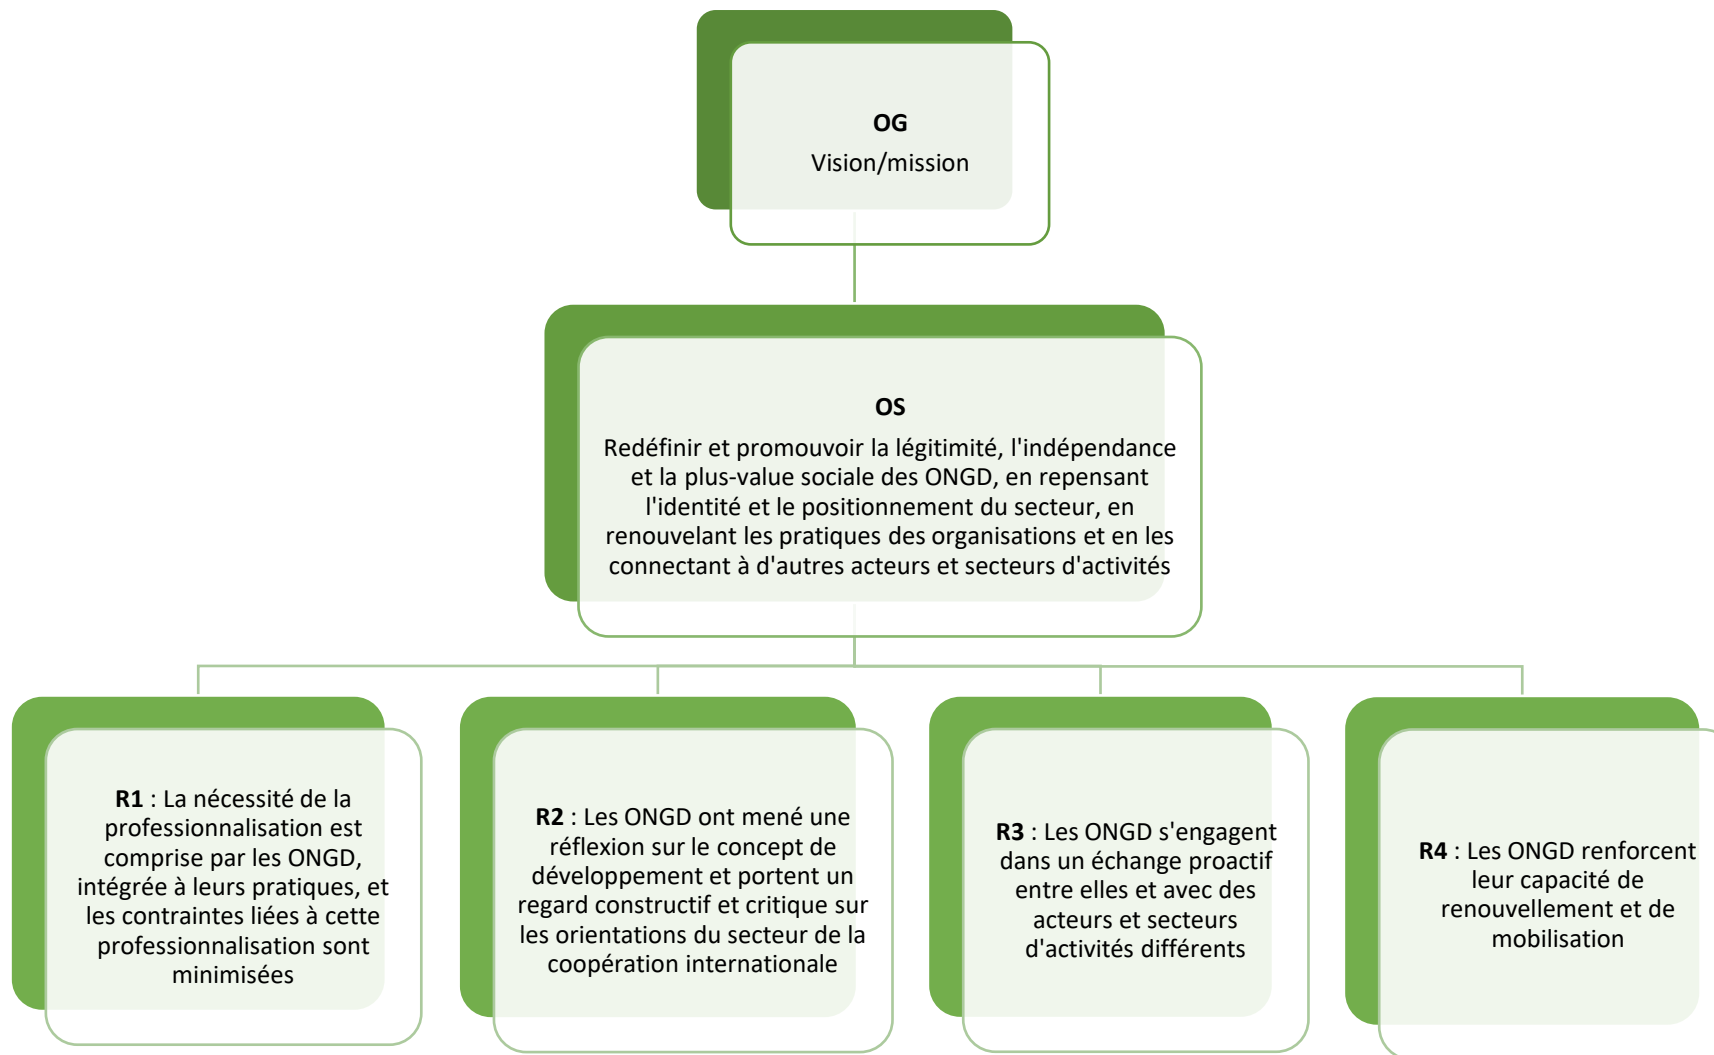 OG
Vision/mission
OS
Redéfinir et promouvoir la légitimité, l'indépendance
et la plus-value sociale des ONGD, en repensant
l'identité et le positionnement du secteur, en
renouvelant les pratiques des organisations et en les
connectant à d'autres acteurs et secteurs d'activités
R1 : La nécessité de la
professionnalisation est
comprise par les ONGD,
intégrée à leurs pratiques, et
les contraintes liées à cette
professionnalisation sont
minimisées
R2 : Les ONGD ont mené une
réflexion sur le concept de
développement et portent un
regard constructif et critique sur
les orientations du secteur de la
coopération internationale
R3 : Les ONGD s'engagent
dans un échange proactif
entre elles et avec des
acteurs et secteurs
d'activités différents
R4 : Les ONGD renforcent
leur capacité de
renouvellement et de
mobilisation